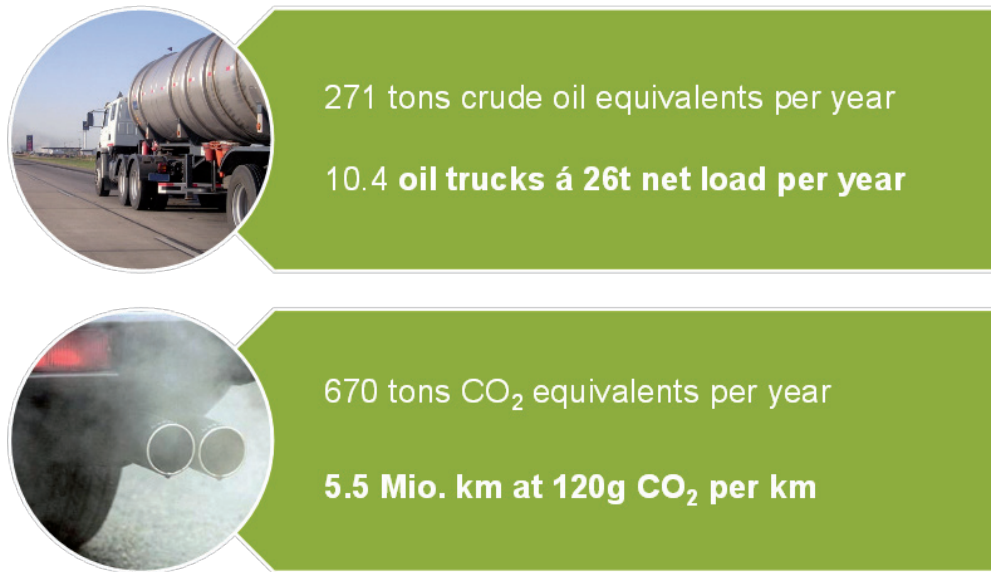 271 tons crude oil equivalents per year
10.4 oil trucks á 26t net load per year
670 tons CO₂ equivalents per year
5.5 Mio. km at 120g CO₂ per km